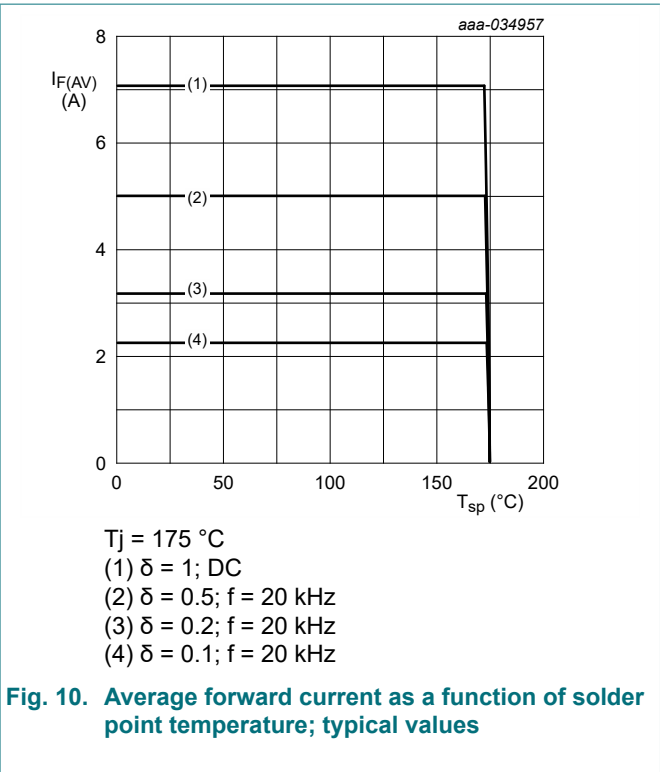 aaa-034957
8
I_F(AV)
(A)
(1)
6
(2)
4
(3)
(4)
2
0
0 50 100 150 200
T_sp (°C)
Tj = 175 °C
(1) δ = 1; DC
(2) δ = 0.5; f = 20 kHz
(3) δ = 0.2; f = 20 kHz
(4) δ = 0.1; f = 20 kHz
Fig. 10. Average forward current as a function of solder
point temperature; typical values